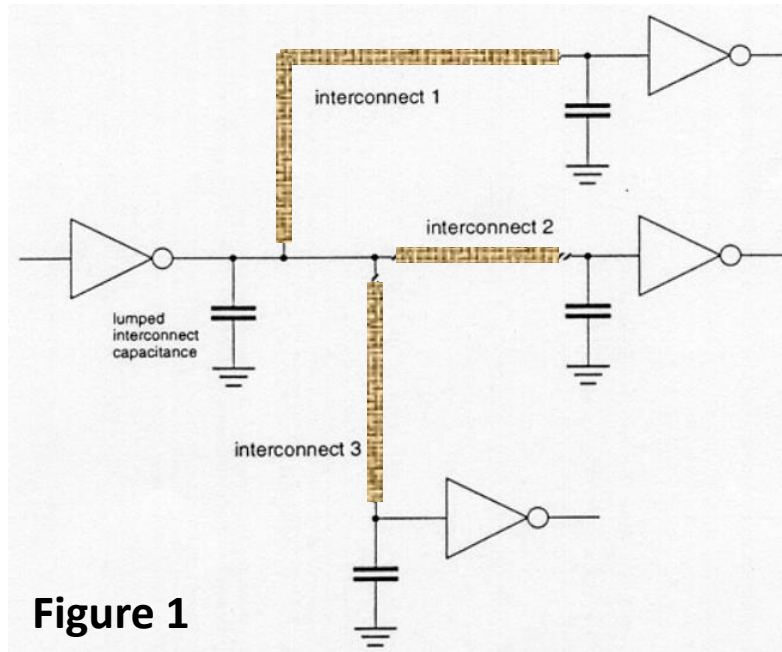 interconnect 1
interconnect 2
lumped
interconnect
capacitance
interconnect 3
Figure 1